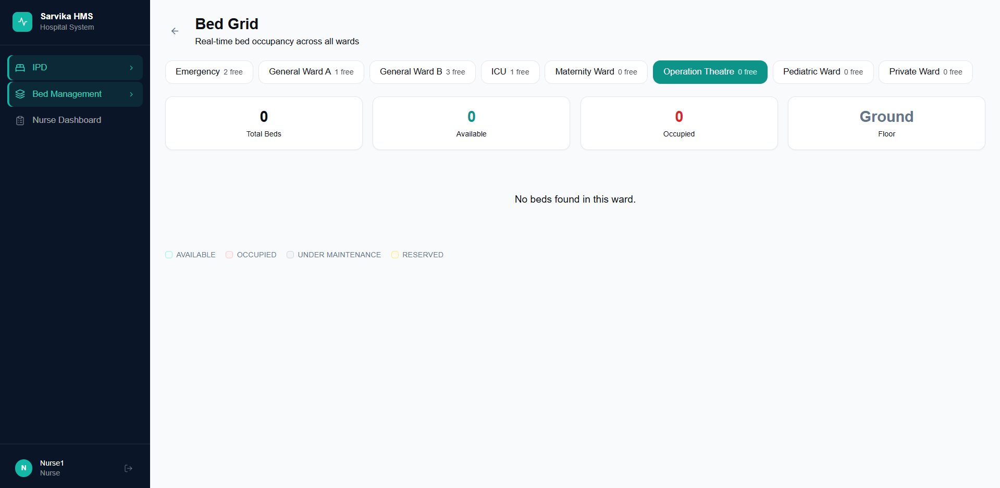 Sarvika HMS
Hospital System
IPD
Bed Management
Nurse Dashboard
N
Nurse1
Nurse
Bed Grid
Real-time bed occupancy across all wards
Emergency 2 free
General Ward A 1 free
General Ward B 3 free
ICU 1 free
Maternity Ward 0 free
Operation Theatre 0 free
Pediatric Ward 0 free
Private Ward 0 free
0
Total Beds
0
Available
0
Occupied
Ground
Floor
No beds found in this ward.
AVAILABLE
OCCUPIED
UNDER MAINTENANCE
RESERVED